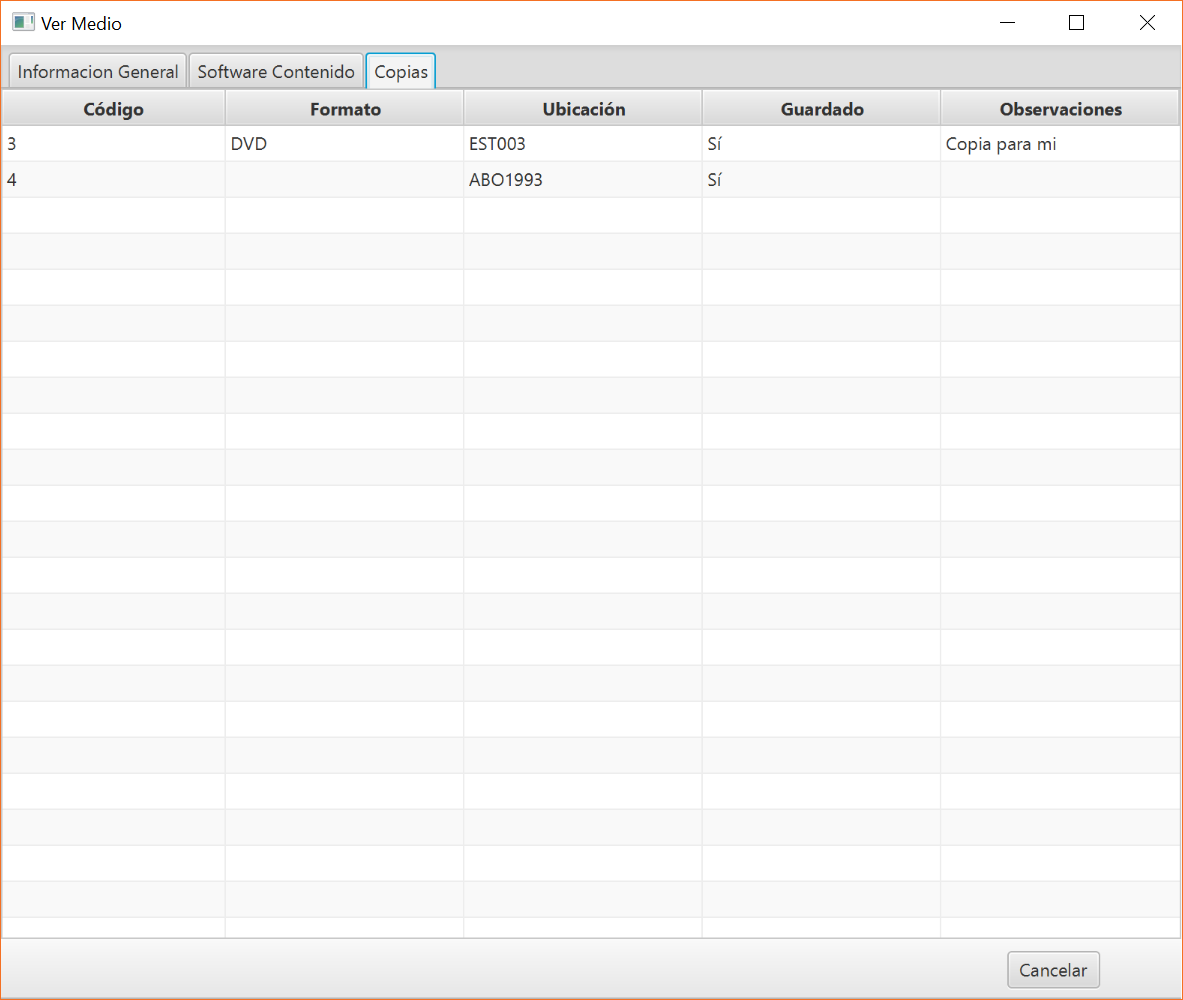 Ver Medio
Informacion General Software Contenido Copias
Código Formato Ubicación Guardado Observaciones
3 DVD EST003 Sí Copia para mi
4 ABO1993 Sí
Cancelar